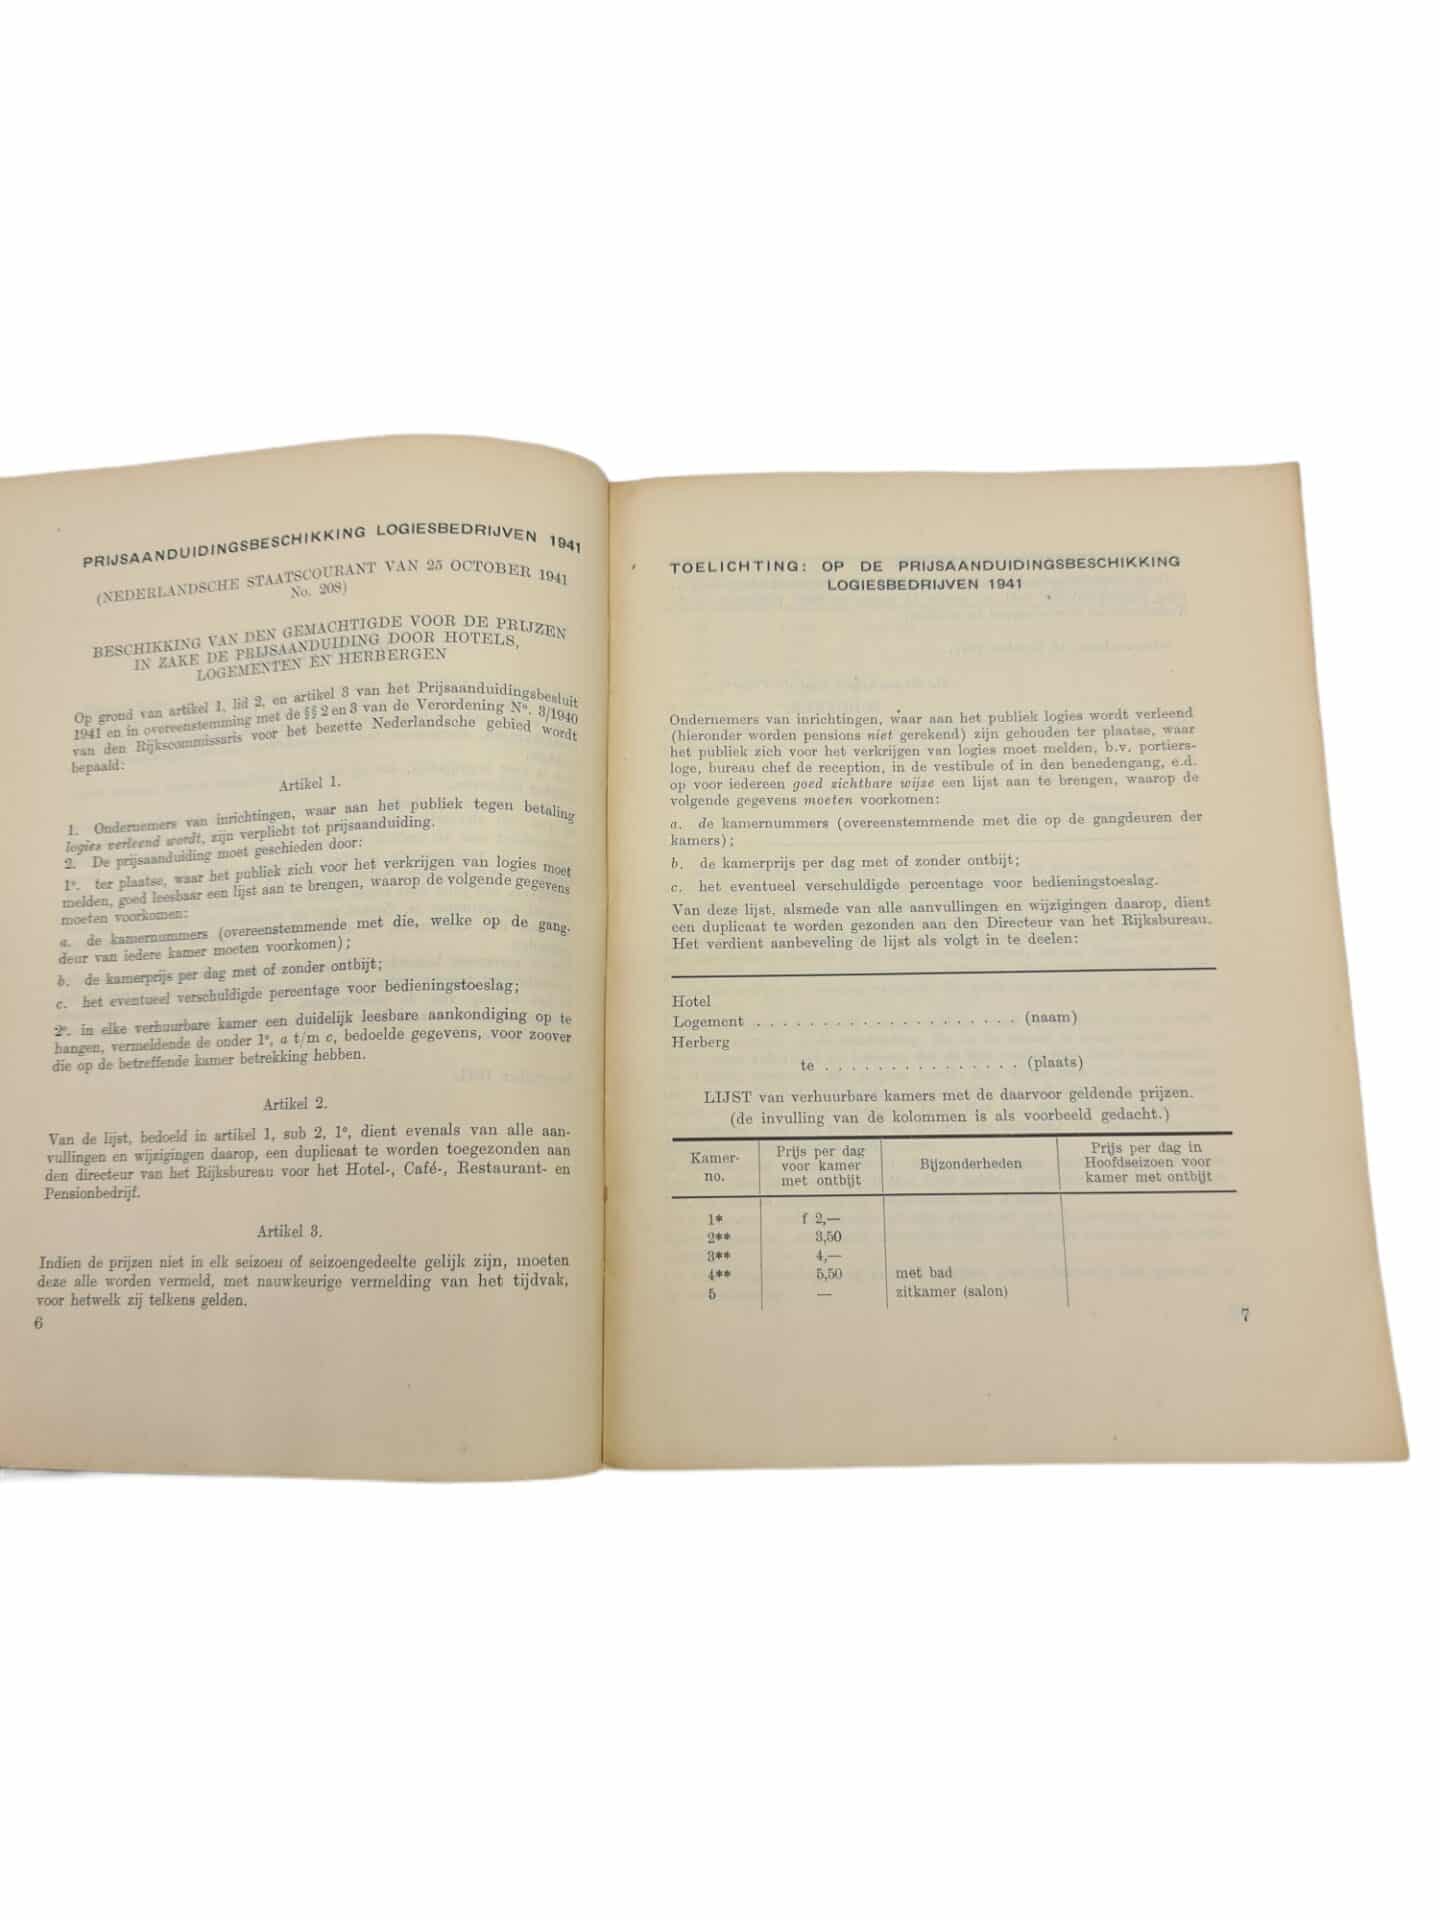 PRIJSAANDUIDINGSBESCHIKKING LOGIESBEDRIJVEN 1941
(NEDERLANDSCHE STAATSCOURANT VAN 25 OCTOBER 1941
No. 208)
BESCHIKKING VAN DEN GEMACHTIGDE VOOR DE PRIJZEN
IN ZAKE DE PRIJSAANDUIDING DOOR HOTELS,
LOGEMENTEN EN HERBERGEN
Op grond van artikel 1, lid 2, en artikel 3 van het Prijsaanduidingsbesluit
1941 en in overeenstemming met de §§ 2 en 3 van de Verordening No. 3/1940
van den Rijkscommissaris voor het bezette Nederlandsche gebied wordt
bepaald:
Artikel 1.
1. Ondernemers van inrichtingen, waar aan het publiek tegen betaling
logies verleend wordt, zijn verplicht tot prijsaanduiding.
2. De prijsaanduiding moet geschieden door:
1°. ter plaatse, waar het publiek zich voor het verkrijgen van logies moet
melden, goed leesbaar een lijst aan te brengen, waarop de volgende gegevens
moeten voorkomen:
a. de kamernummers (overeenstemmende met die, welke op de gang-
deur van iedere kamer moeten voorkomen);
b. de kamerprijs per dag met of zonder ontbijt;
c. het eventueel verschuldigde percentage voor bedieningstoeslag;
2°. in elke verhuurbare kamer een duidelijk leesbare aankondiging op te
hangen, vermeldende de onder 1°, a t/m c, bedoelde gegevens, voor zoover
die op de betreffende kamer betrekking hebben.
Artikel 2.
Van de lijst, bedoeld in artikel 1, sub 2, 1°, dient evenals van alle aan-
vullingen en wijzigingen daarop, een duplicaat te worden toegezonden aan
den directeur van het Rijksbureau voor het Hotel-, Café-, Restaurant- en
Pensionbedrijf.
Artikel 3.
Indien de prijzen niet in elk seizoen of seizoengedeelte gelijk zijn, moeten
deze alle worden vermeld, met nauwkeurige vermelding van het tijdvak,
voor hetwelk zij telkens gelden.
6
TOELICHTING: OP DE PRIJSAANDUIDINGSBESCHIKKING
LOGIESBEDRIJVEN 1941
Ondernemers van inrichtingen, waar aan het publiek logies wordt verleend
(hieronder worden pensions niet gerekend) zijn gehouden ter plaatse, waar
het publiek zich voor het verkrijgen van logies moet melden, b.v. portiers-
loge, bureau chef de reception, in de vestibule of in den benedengang, e.d.
op voor iedereen goed zichtbare wijze een lijst aan te brengen, waarop de
volgende gegevens moeten voorkomen:
a. de kamernummers (overeenstemmende met die op de gangdeuren der
kamers);
b. de kamerprijs per dag met of zonder ontbijt;
c. het eventueel verschuldigde percentage voor bedieningstoeslag.
Van deze lijst, alsmede van alle aanvullingen en wijzigingen daarop, dient
een duplicaat te worden gezonden aan den Directeur van het Rijksbureau.
Het verdient aanbeveling de lijst als volgt in te deelen:
Hotel
Logement . . . . . . . . . . . . . . . . . . . . (naam)
Herberg
te . . . . . . . . . . . . . . . (plaats)
LIJST van verhuurbare kamers met de daarvoor geldende prijzen.
(de invulling van de kolommen is als voorbeeld gedacht.)
Kamer-
no.
Prijs per dag
voor kamer
met ontbijt
Bijzonderheden
Prijs per dag in
Hoofdseizoen voor
kamer met ontbijt
1* f 2,—
2** 3,50
3** 4,—
4** 5,50 met bad
5 — zitkamer (salon)
7